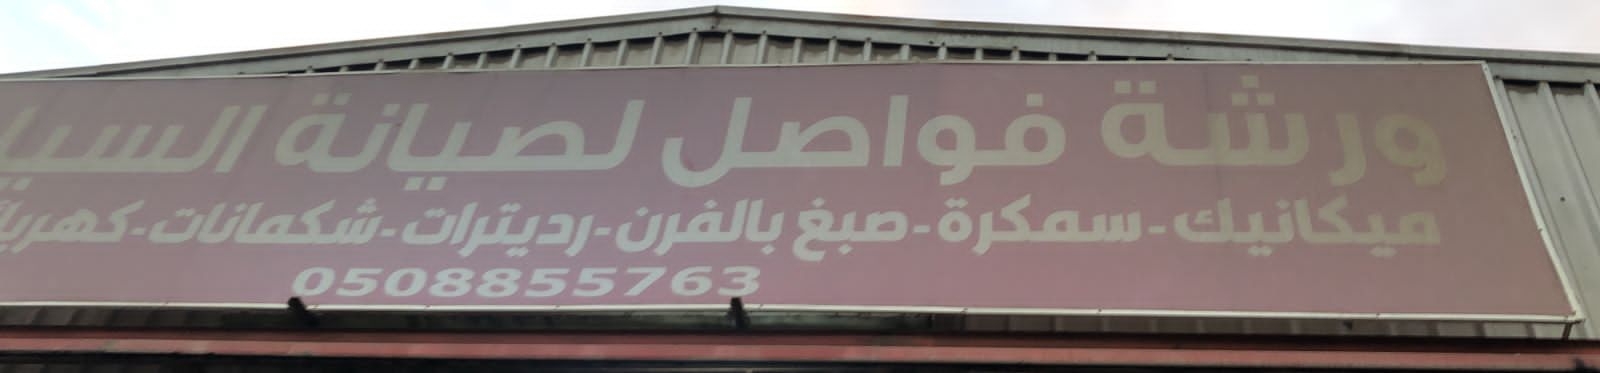 ورشة فواصل لصيانة
ميكانيك-سمكرة-صبغ بالفرن-رديترات-شكمانات-
0508855763